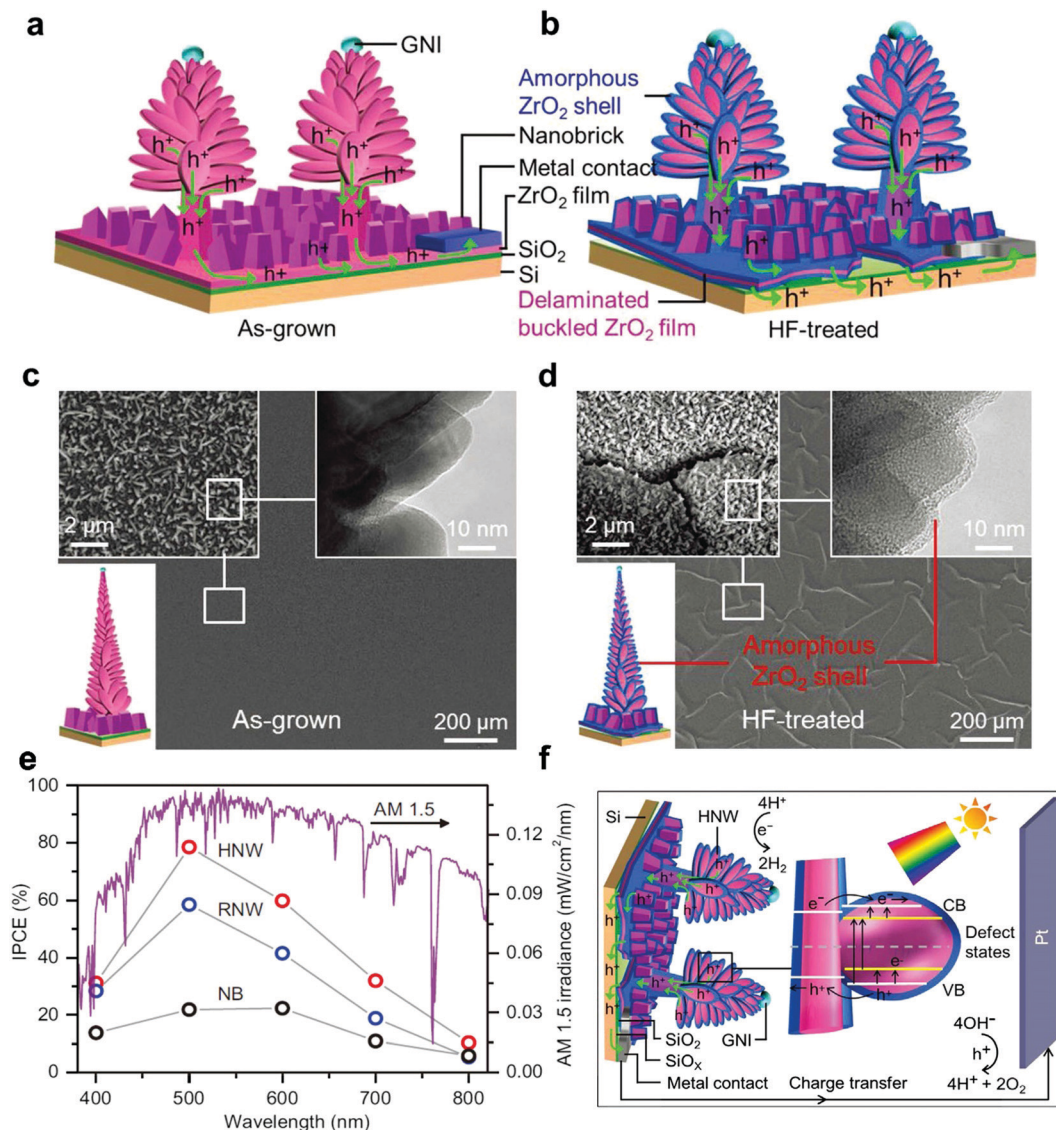 a
GNI
h⁺ h⁺ h⁺
h⁺ h⁺ h⁺
h⁺ h⁺
h+ h+ h+
As-grown
Amorphous
ZrO₂ shell
Nanobrick
Metal contact
ZrO₂ film
SiO₂
Si
Delaminated
buckled ZrO₂ film
b
h⁺ h⁺ h⁺
h⁺ h⁺ h⁺
h⁺ h⁺
h⁺ h⁺ h⁺ h⁺
HF-treated
c
2 μm
10 nm
As-grown
200 μm
d
2 μm
10 nm
Amorphous
ZrO₂ shell
HF-treated
200 μm
e
100
80
60
40
20
0
IPCE (%)
AM 1.5
HNW
RNW
NB
0.12
0.09
0.06
0.03
0.00
AM 1.5 irradiance (mW/cm²/nm)
400 500 600 700 800
Wavelength (nm)
f
Si
HNW
4H⁺
e⁻
2H₂
h⁺ h⁺ h⁺ h⁺
h⁺ h⁺ h⁺ h⁺
SiO₂
SiOₓ
Metal contact
GNI
e⁻ e⁻
CB
Defect
states
e⁻
VB
h⁺ h⁺
4OH⁻
h⁺
4H⁺ + 2O₂
Charge transfer
Pt